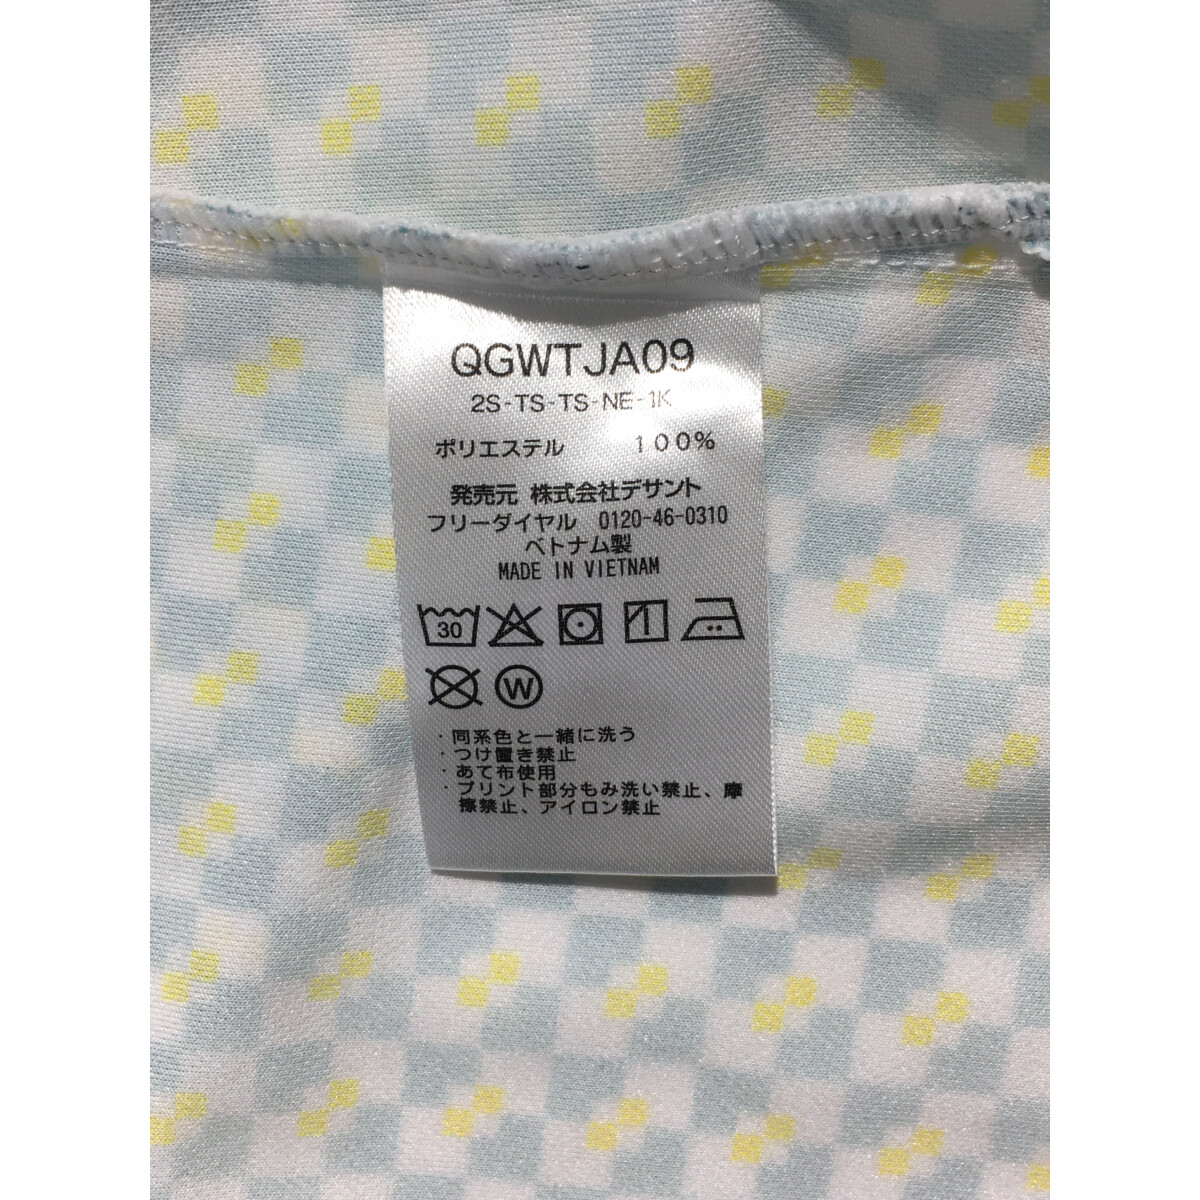 QGWTJA09
2S-TS-TS-NE-1K
ポリエステル 100%
発売元 株式会社デサント
フリーダイヤル 0120-46-0310
ベトナム製
MADE IN VIETNAM
30
W
・同系色と一緒に洗う
・つけ置き禁止
・あて布使用
・プリント部分もみ洗い禁止、摩
擦禁止、アイロン禁止